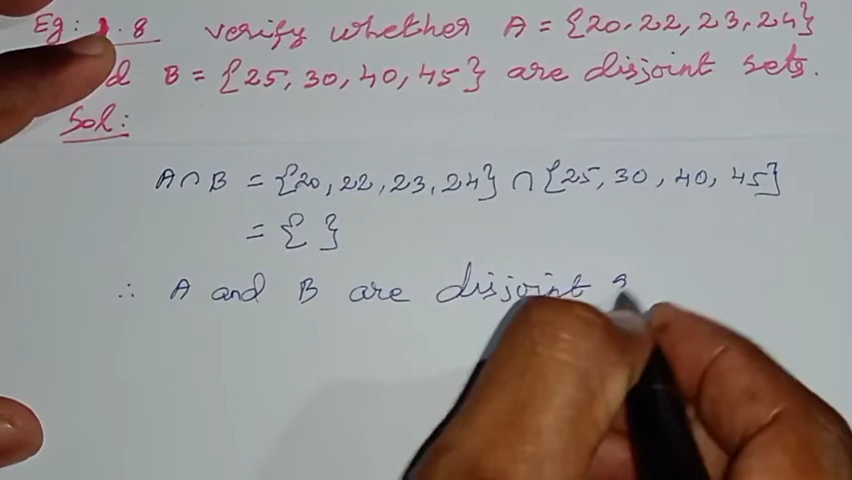 Eg: .8 verify whether A = {20, 22, 23, 24}
B = {25, 30, 40, 45} are disjoint sets.
Sol:
A∩B = {20, 22, 23, 24} ∩ {25, 30, 40, 45}
= { }
∴ A and B are disjoint